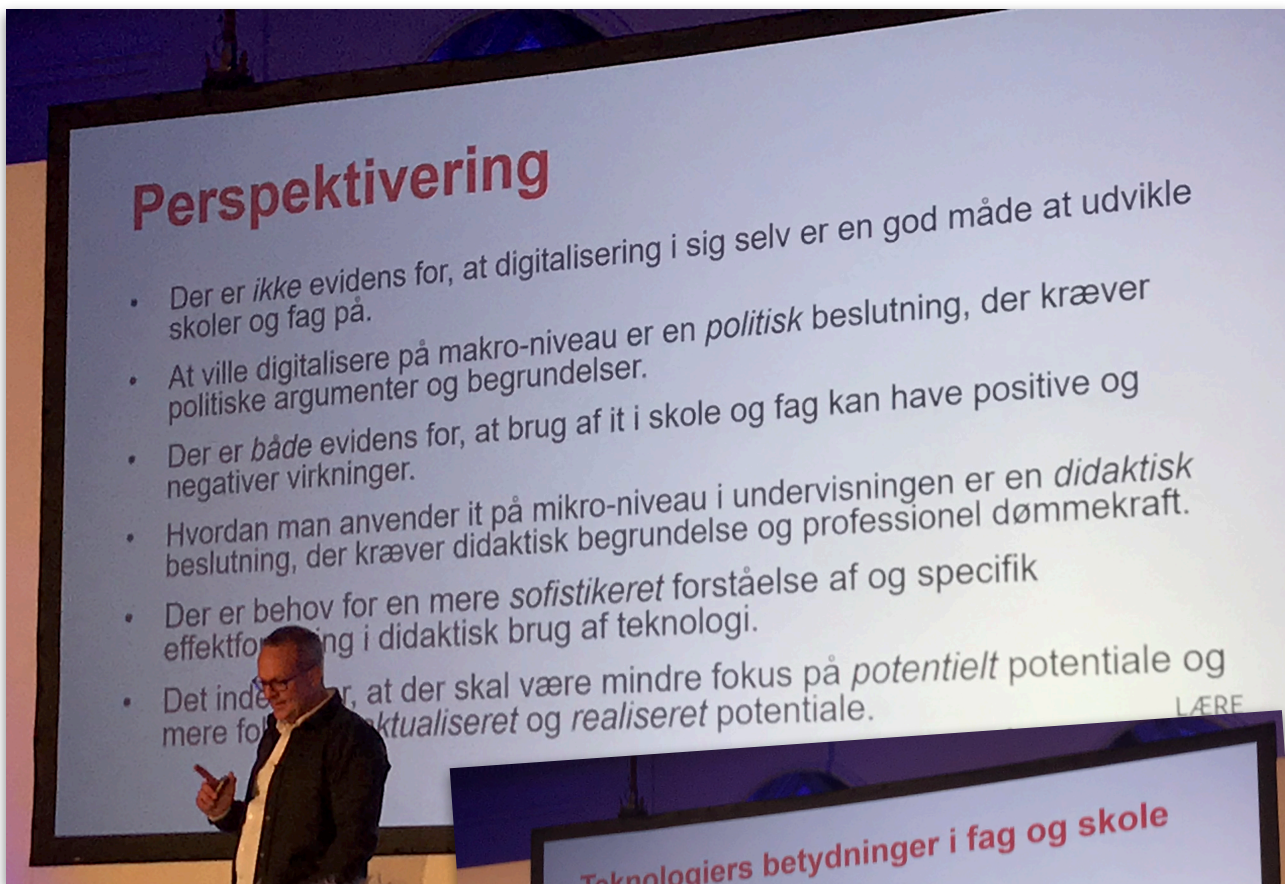 Perspektivering
• Der er ikke evidens for, at digitalisering i sig selv er en god måde at udvikle
skoler og fag på.
• At ville digitalisere på makro-niveau er en politisk beslutning, der kræver
politiske argumenter og begrundelser.
• Der er både evidens for, at brug af it i skole og fag kan have positive og
negativer virkninger.
• Hvordan man anvender it på mikro-niveau i undervisningen er en didaktisk
beslutning, der kræver didaktisk begrundelse og professionel dømmekraft.
• Der er behov for en mere sofistikeret forståelse af og specifik
i didaktisk brug af teknologi.
• Det at der skal være mindre fokus på potentielt potentiale og
mere og realiseret potentiale.
LÆRE
Teknologiers betydninger i fag og skole